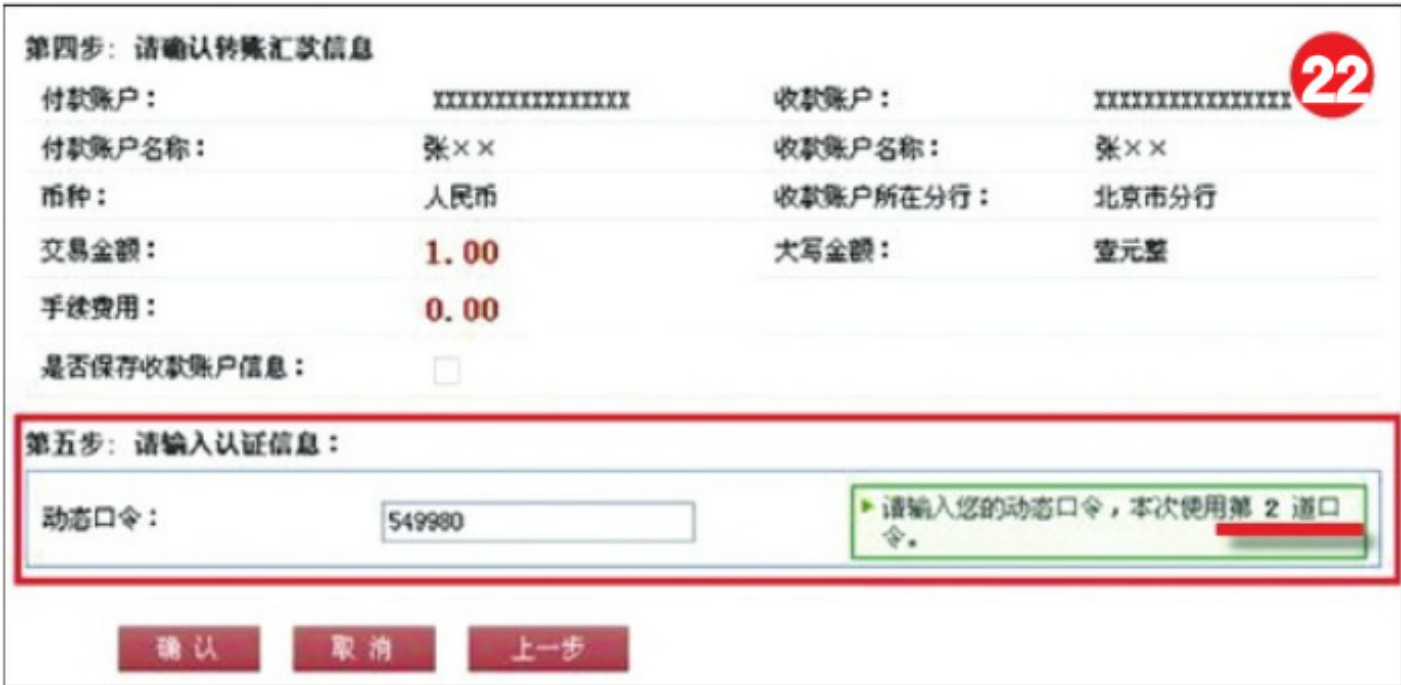 第四步：请确认转账汇款信息
22
付款账户： XXXXXXXXXXXXXXXX 收款账户： XXXXXXXXXXXXXXXX
付款账户名称： 张×× 收款账户名称： 张××
币种： 人民币 收款账户所在分行： 北京市分行
交易金额： 1.00 大写金额： 壹元整
手续费用： 0.00
是否保存收款账户信息：
第五步：请输入认证信息：
动态口令： 549980 请输入您的动态口令，本次使用第 2 道口
令。
确认 取消 上一步